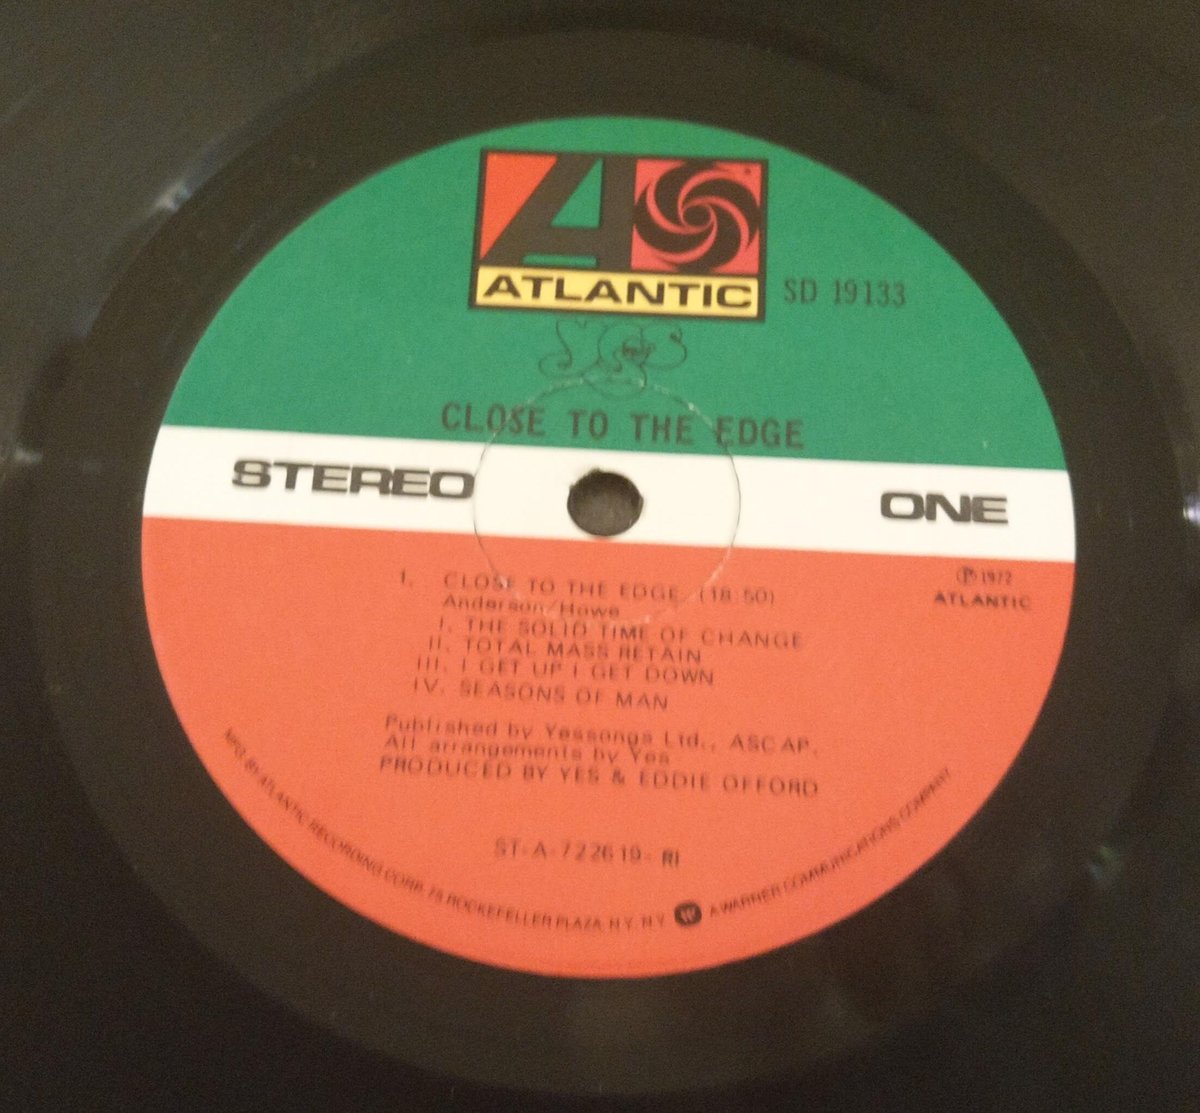 ATLANTIC
SD 19133
YES
CLOSE TO THE EDGE
STEREO
ONE
℗1972
ATLANTIC
1. CLOSE TO THE EDGE (18:50)
Anderson/Howe
I. THE SOLID TIME OF CHANGE
II. TOTAL MASS RETAIN
III. I GET UP I GET DOWN
IV. SEASONS OF MAN
Published by Yessongs Ltd., ASCAP.
All arrangements by Yes
PRODUCED BY YES & EDDIE OFFORD
ST-A-722619- RI
MFG. BY ATLANTIC RECORDING CORP. 75 ROCKEFELLER PLAZA, N.Y., N.Y. W A WARNER COMMUNICATIONS COMPANY